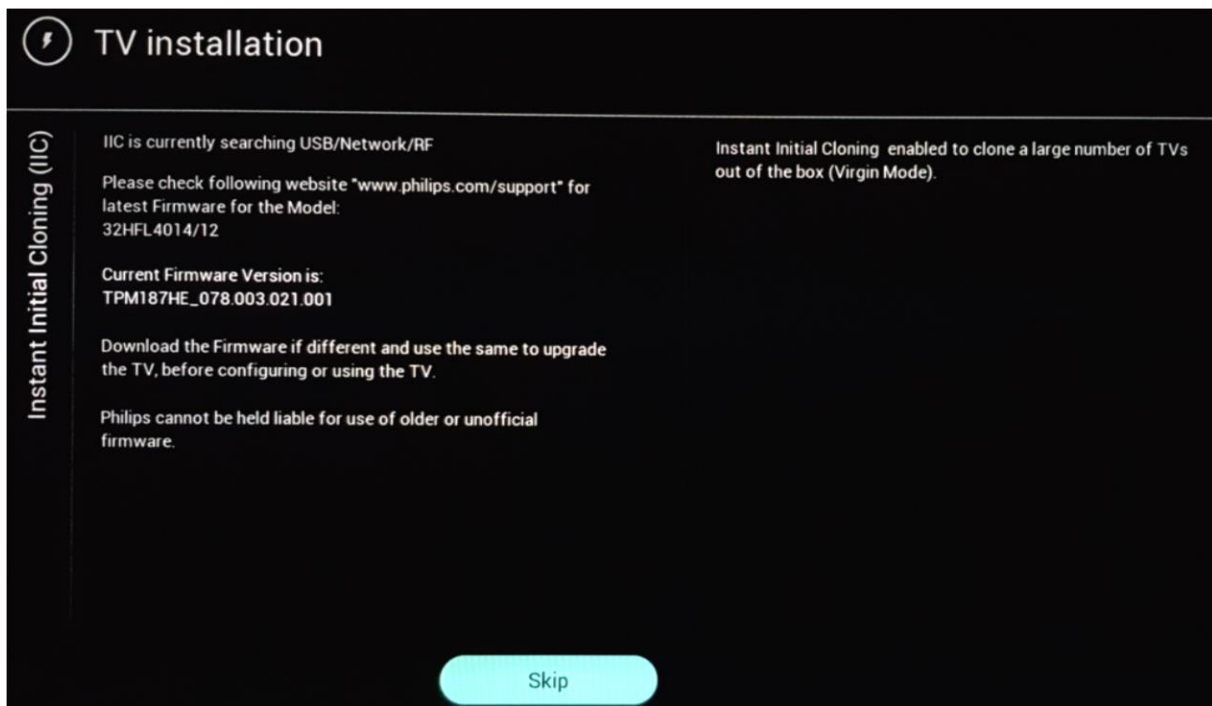 TV installation
Instant Initial Cloning (IIC)
IIC is currently searching USB/Network/RF
Please check following website "www.philips.com/support" for
latest Firmware for the Model:
32HFL4014/12
Current Firmware Version is:
TPM187HE_078.003.021.001
Download the Firmware if different and use the same to upgrade
the TV, before configuring or using the TV.
Philips cannot be held liable for use of older or unofficial
firmware.
Instant Initial Cloning enabled to clone a large number of TVs
out of the box (Virgin Mode).
Skip